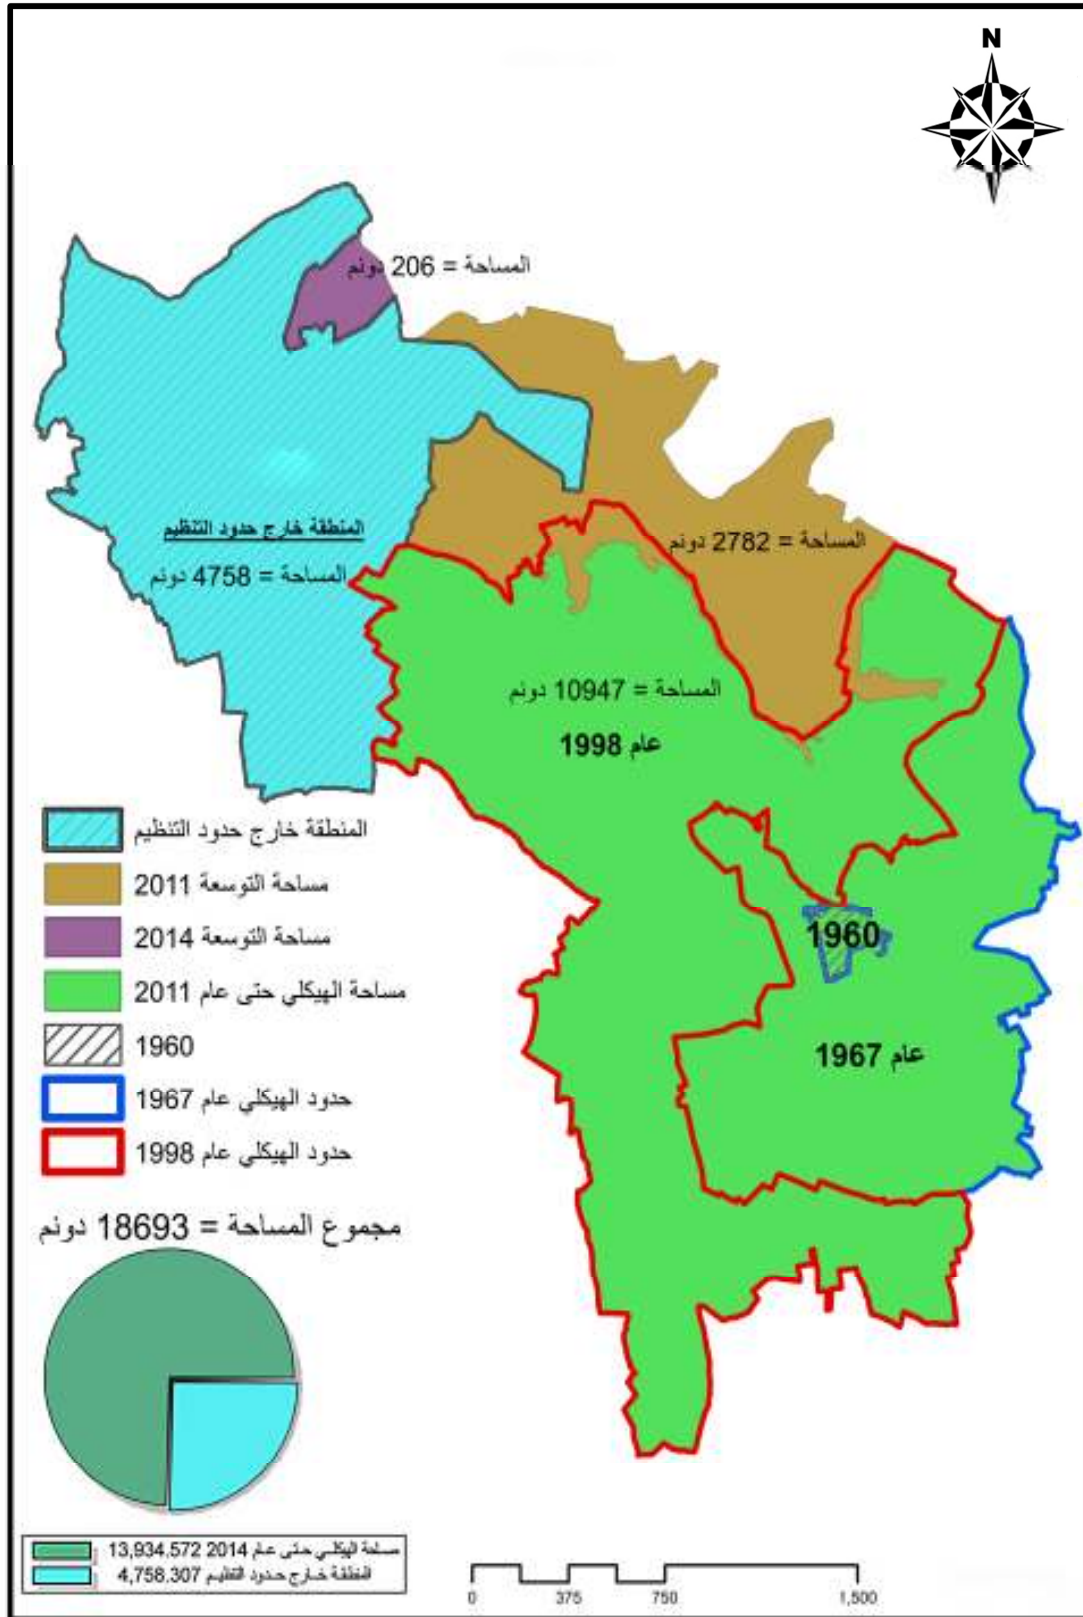 N
المساحة = 206 دونم
المساحة = 2782 دونم
المنطقة خارج حدود التنظيم
المساحة = 4758 دونم
المساحة = 10947 دونم
عام 1998
1960
عام 1967
المنطقة خارج حدود التنظيم
مساحة التوسعة 2011
مساحة التوسعة 2014
مساحة الهيكلي حتى عام 2011
1960
حدود الهيكلي عام 1967
حدود الهيكلي عام 1998
مجموع المساحة = 18693 دونم
مساحة الهيكلي حتى عام 2014 13,934.572
المنطقة خارج حدود التنظيم 4,758.307
0 375 750 1,500